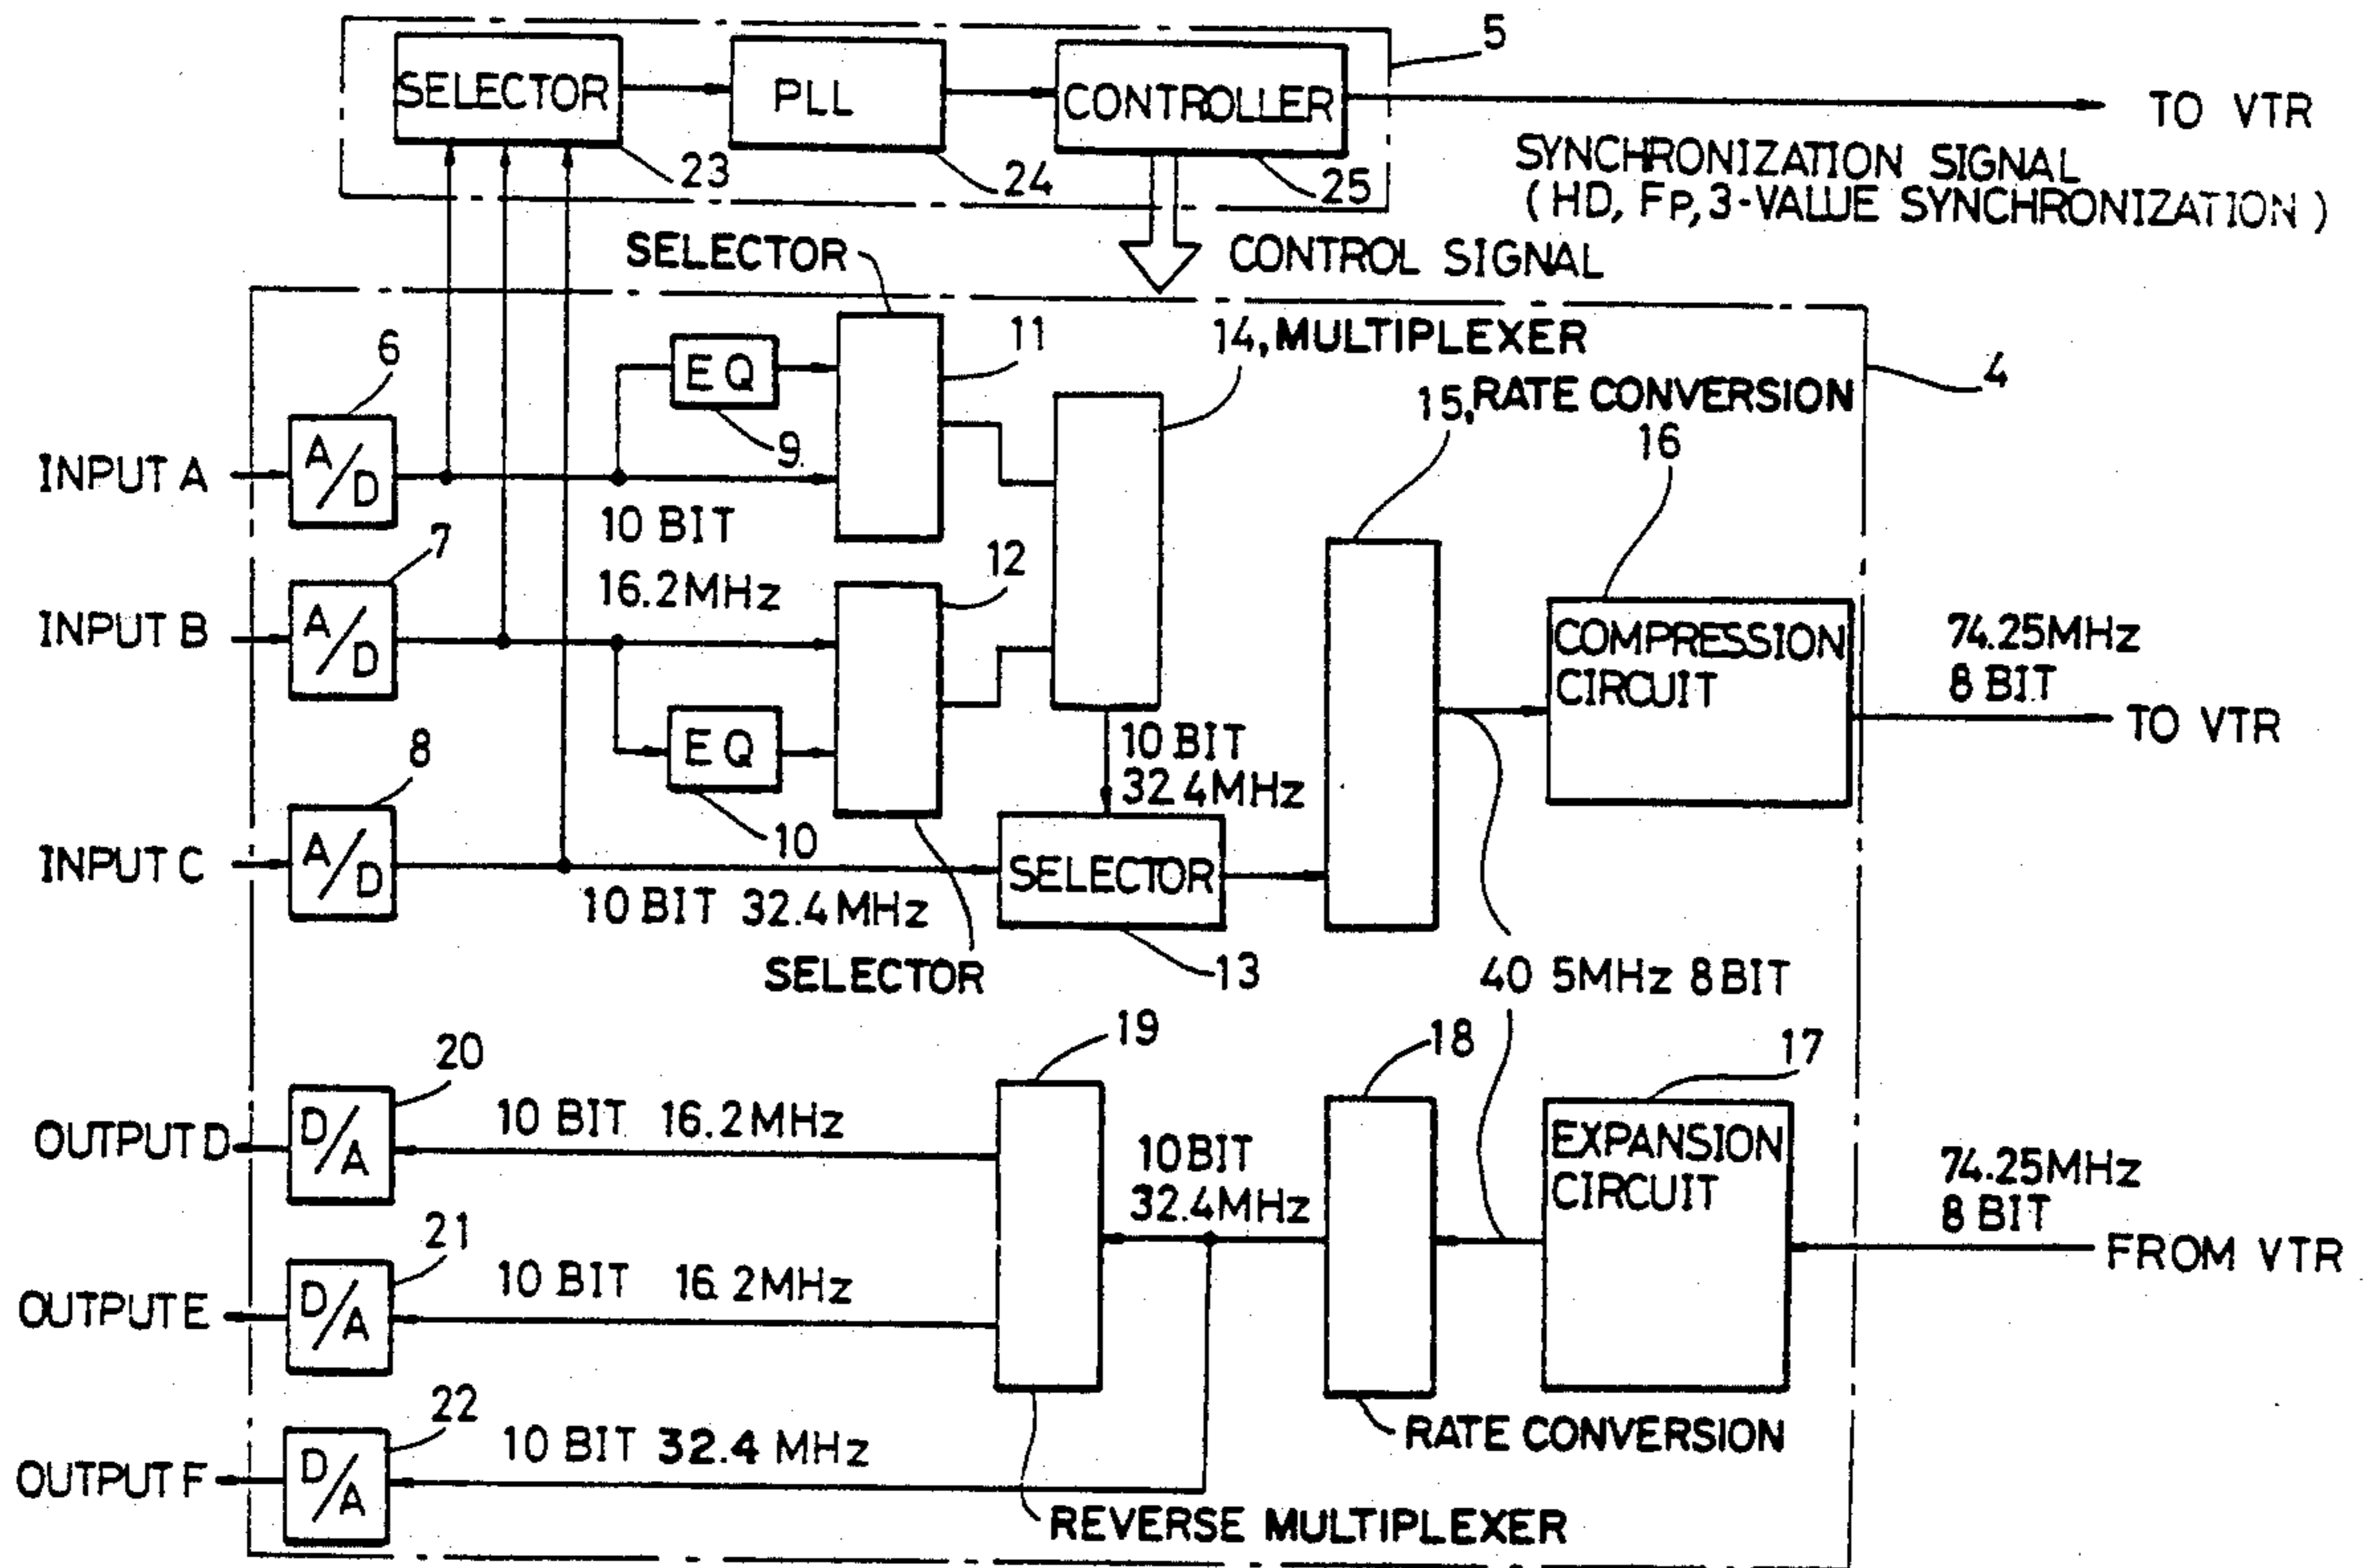 5
SELECTOR
PLL
CONTROLLER
TO VTR
23
24
25
SYNCHRONIZATION SIGNAL
(HD, FP, 3-VALUE SYNCHRONIZATION)
SELECTOR
CONTROL SIGNAL
6
EQ
11
14, MULTIPLEXER
4
15, RATE CONVERSION
16
INPUT A
A/D
9
10 BIT
16.2MHz
7
12
INPUT B
A/D
COMPRESSION
CIRCUIT
74.25MHz
8 BIT
TO VTR
EQ
10 BIT
32.4MHz
8
10
INPUT C
A/D
10 BIT 32.4MHz
SELECTOR
13
SELECTOR
40 5MHz 8 BIT
19
18
17
20
OUTPUT D
D/A
10 BIT 16.2MHz
10 BIT
32.4MHz
EXPANSION
CIRCUIT
74.25MHz
8 BIT
FROM VTR
21
OUTPUT E
D/A
10 BIT 16.2MHz
22
OUTPUT F
D/A
10 BIT 32.4 MHz
RATE CONVERSION
REVERSE MULTIPLEXER